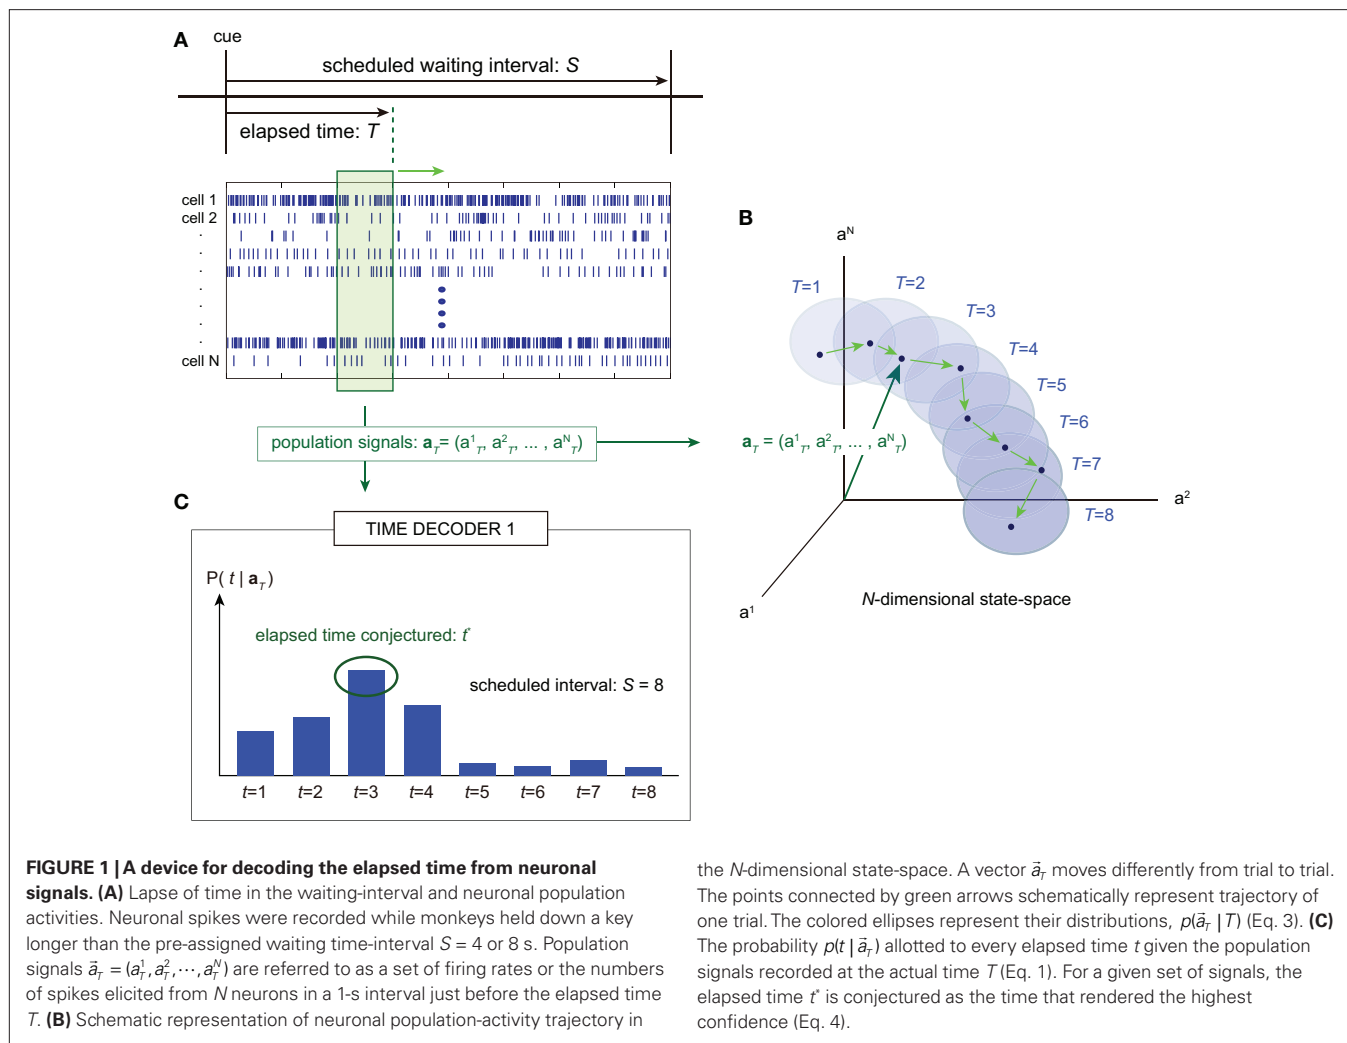 A
cue
scheduled waiting interval: S
elapsed time: T
cell 1
cell 2
.
.
.
.
.
.
.
cell N
population signals: a_T = (a^1_T, a^2_T, ... , a^N_T)
B
a^N
T=1
T=2
T=3
T=4
T=5
T=6
T=7
T=8
a_T = (a^1_T, a^2_T, ... , a^N_T)
a^2
a^1
N-dimensional state-space
C
TIME DECODER 1
P( t | a_T )
elapsed time conjectured: t*
scheduled interval: S = 8
t=1 t=2 t=3 t=4 t=5 t=6 t=7 t=8
FIGURE 1 | A device for decoding the elapsed time from neuronal
signals. (A) Lapse of time in the waiting-interval and neuronal population
activities. Neuronal spikes were recorded while monkeys held down a key
longer than the pre-assigned waiting time-interval S = 4 or 8 s. Population
signals a⃗_T = (a^1_T, a^2_T, ⋯, a^N_T) are referred to as a set of firing rates or the numbers
of spikes elicited from N neurons in a 1-s interval just before the elapsed time
T. (B) Schematic representation of neuronal population-activity trajectory in
the N-dimensional state-space. A vector a⃗_T moves differently from trial to trial.
The points connected by green arrows schematically represent trajectory of
one trial. The colored ellipses represent their distributions, p(a⃗_T | T) (Eq. 3). (C)
The probability p(t | a⃗_T) allotted to every elapsed time t given the population
signals recorded at the actual time T (Eq. 1). For a given set of signals, the
elapsed time t* is conjectured as the time that rendered the highest
confidence (Eq. 4).